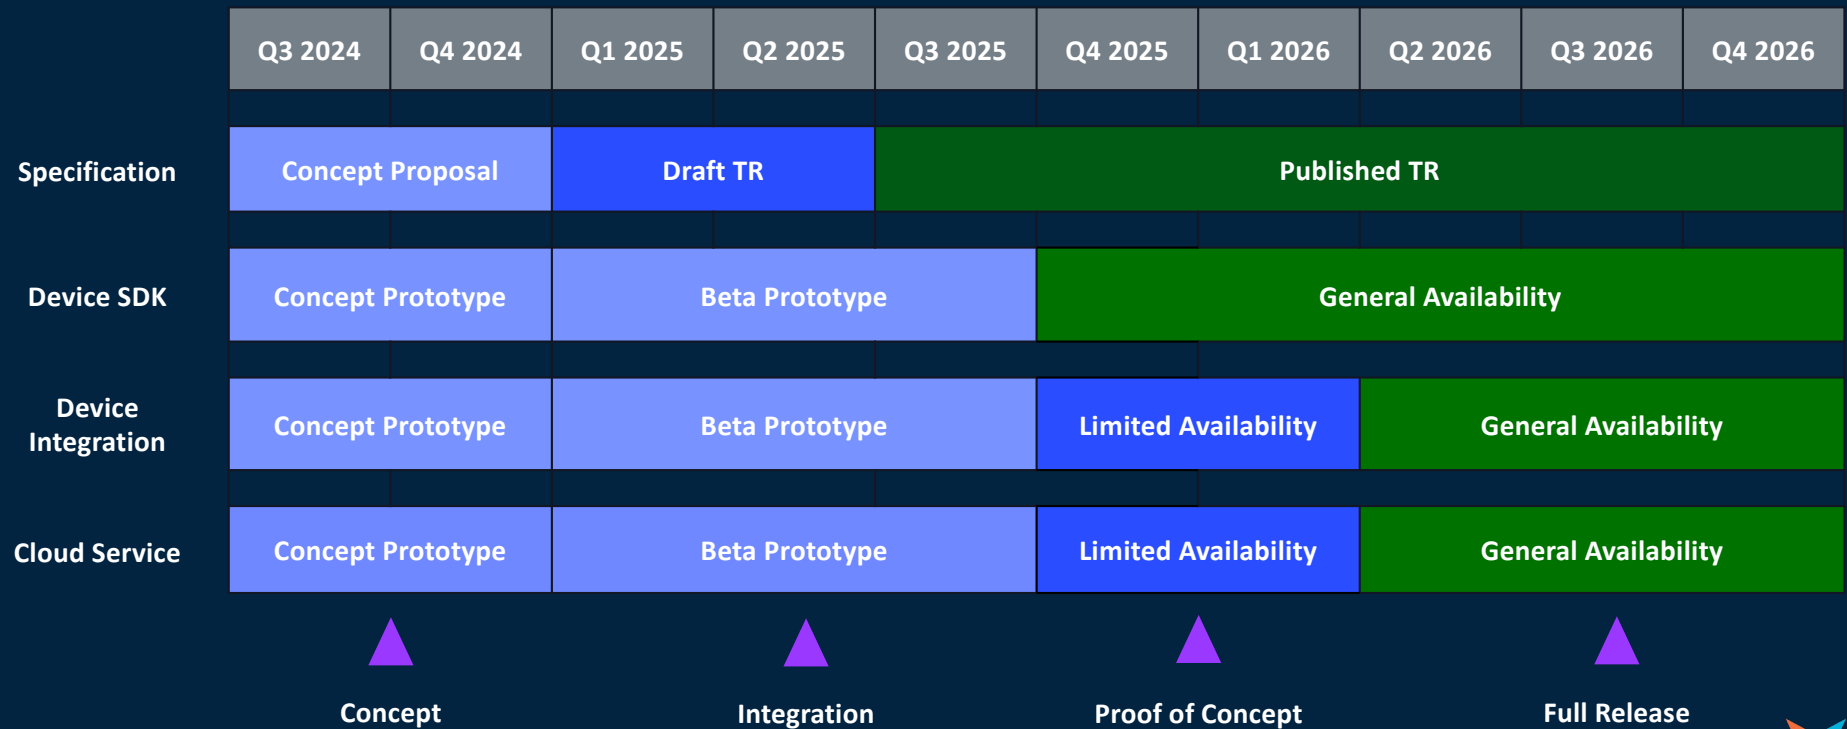 Q3 2024 Q4 2024 Q1 2025 Q2 2025 Q3 2025 Q4 2025 Q1 2026 Q2 2026 Q3 2026 Q4 2026
Specification Concept Proposal Draft TR Published TR
Device SDK Concept Prototype Beta Prototype General Availability
Device
Integration Concept Prototype Beta Prototype Limited Availability General Availability
Cloud Service Concept Prototype Beta Prototype Limited Availability General Availability
Concept Integration Proof of Concept Full Release